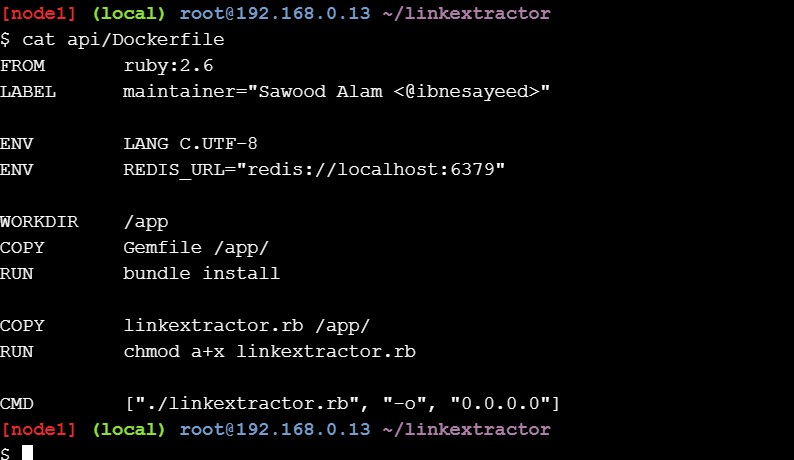 [node1] (local) root@192.168.0.13 ~/linkextractor
$ cat api/Dockerfile
FROM ruby:2.6
LABEL maintainer="Sawood Alam <@ibnesayeed>"
ENV LANG C.UTF-8
ENV REDIS_URL="redis://localhost:6379"
WORKDIR /app
COPY Gemfile /app/
RUN bundle install
COPY linkextractor.rb /app/
RUN chmod a+x linkextractor.rb
CMD ["./linkextractor.rb", "-o", "0.0.0.0"]
[node1] (local) root@192.168.0.13 ~/linkextractor
$